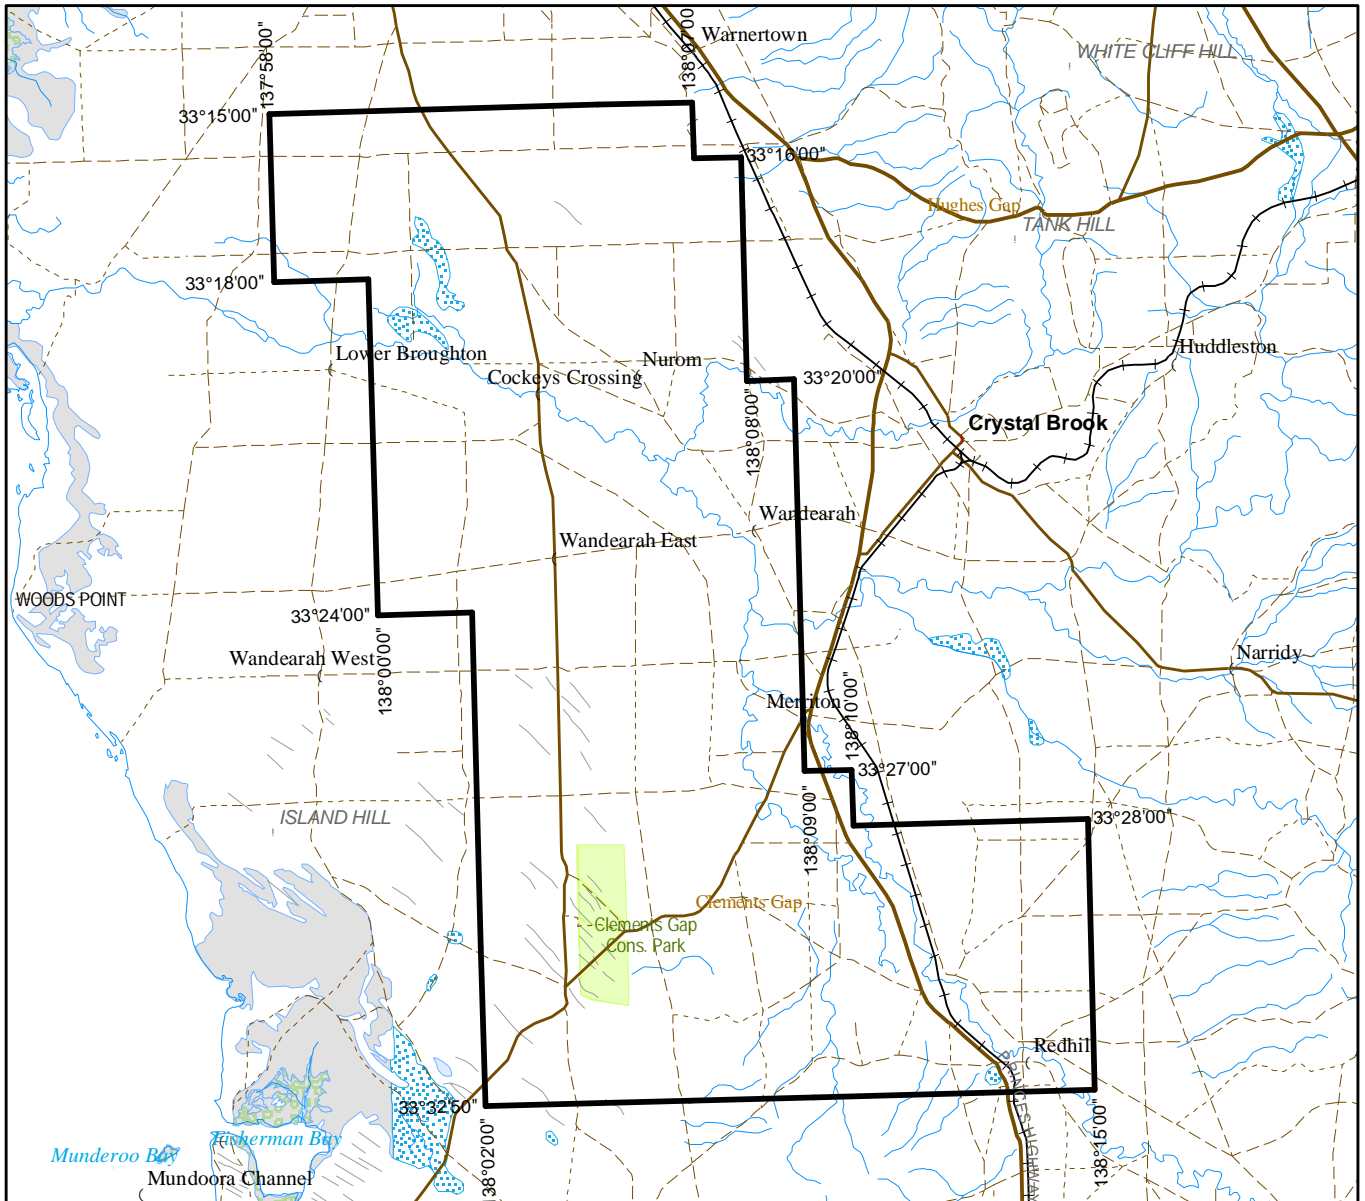 Warnertown
WHITE CLIFF HILL
137°58'00"
138°07'00"
33°15'00"
33°16'00"
Hughes Gap
TANK HILL
33°18'00"
Lower Broughton
Nurom
Huddleston
Cockeys Crossing
33°20'00"
138°08'00"
Crystal Brook
Wandearah
Wandearah East
WOODS POINT
33°24'00"
138°00'00"
Wandearah West
Narridy
Merriton
138°10'00"
33°27'00"
138°09'00"
ISLAND HILL
33°28'00"
Clements Gap
Clements Gap
Cons. Park
Redhill
PRINCES HIGHWAY
33°32'50"
138°02'00"
138°15'00"
Fisherman Bay
Munderoo Bay
Mundoora Channel